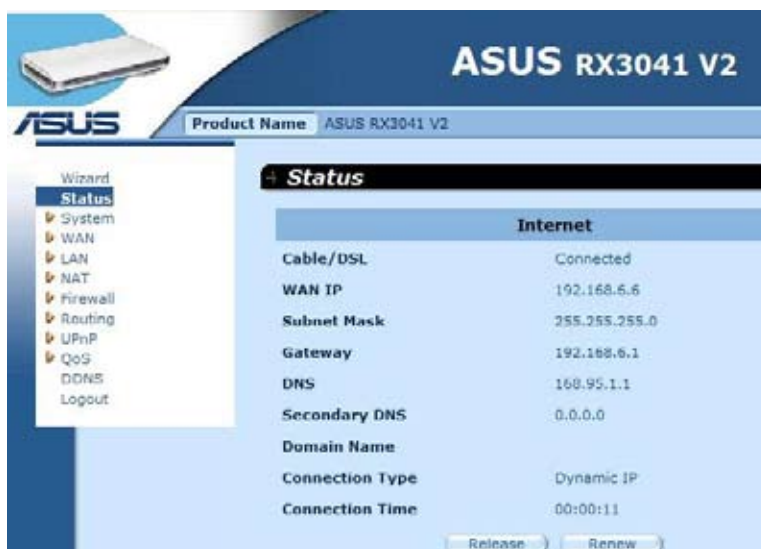 ASUS RX3041 V2
ASUS
Product Name ASUS RX3041 V2
Wizard
Status
System
WAN
LAN
NAT
Firewall
Routing
UPnP
QoS
DDNS
Logout
Status
Internet
Cable/DSL Connected
WAN IP 192.168.6.6
Subnet Mask 255.255.255.0
Gateway 192.168.6.1
DNS 168.95.1.1
Secondary DNS 0.0.0.0
Domain Name
Connection Type Dynamic IP
Connection Time 00:00:11
Release Renew